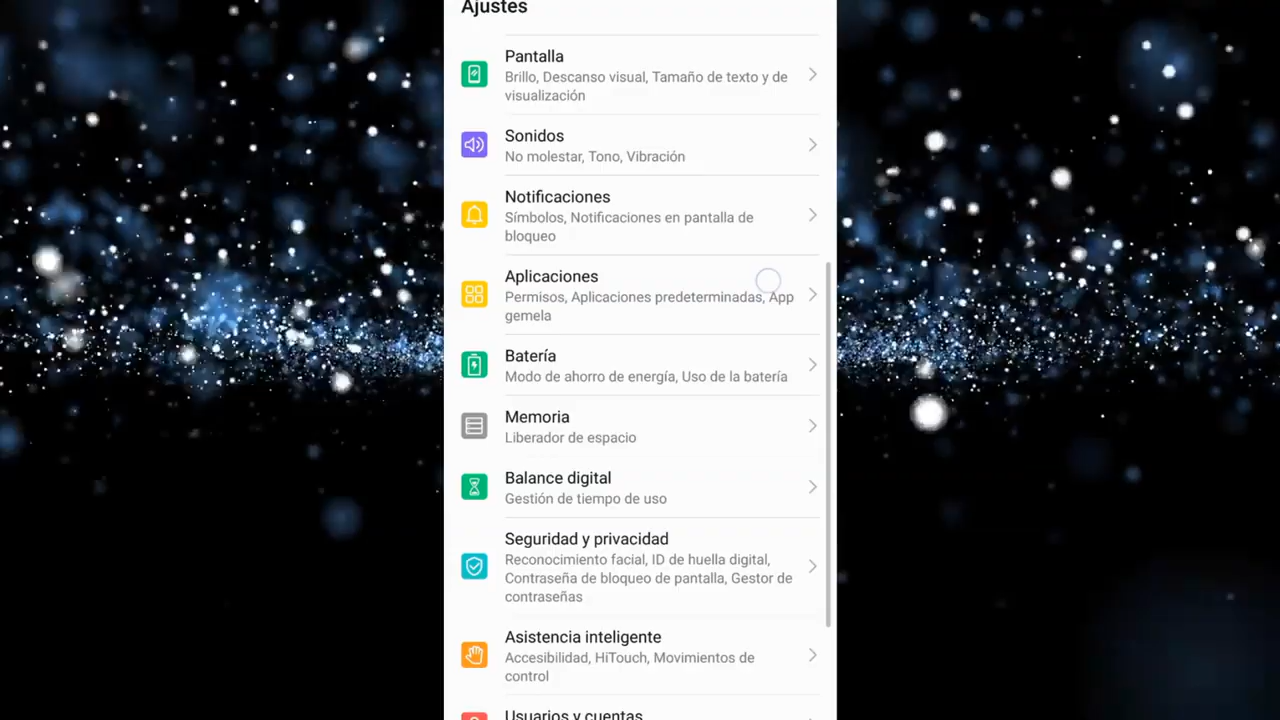 Ajustes
Pantalla
Brillo, Descanso visual, Tamaño de texto y de
visualización
Sonidos
No molestar, Tono, Vibración
Notificaciones
Símbolos, Notificaciones en pantalla de
bloqueo
Aplicaciones
Permisos, Aplicaciones predeterminadas, App
gemela
Batería
Modo de ahorro de energía, Uso de la batería
Memoria
Liberador de espacio
Balance digital
Gestión de tiempo de uso
Seguridad y privacidad
Reconocimiento facial, ID de huella digital,
Contraseña de bloqueo de pantalla, Gestor de
contraseñas
Asistencia inteligente
Accesibilidad, HiTouch, Movimientos de
control
Usuarios y cuentas